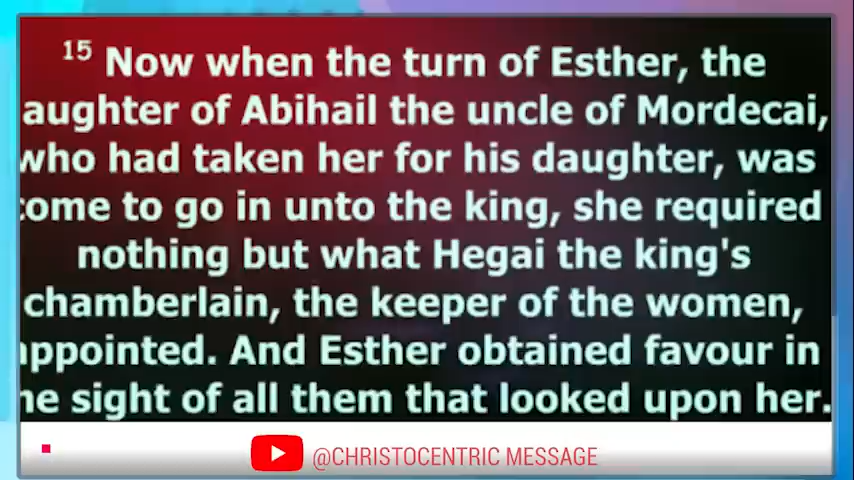 15 Now when the turn of Esther, the
aughter of Abihail the uncle of Mordecai,
who had taken her for his daughter, was
come to go in unto the king, she required
nothing but what Hegai the king's
chamberlain, the keeper of the women,
appointed. And Esther obtained favour in
he sight of all them that looked upon her.
@CHRISTOCENTRIC MESSAGE